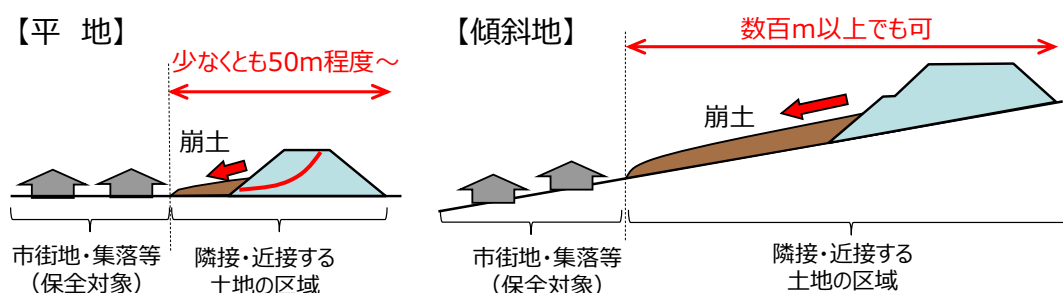 【平　地】
少なくとも50m程度～
崩土
市街地・集落等
（保全対象）
隣接・近接する
土地の区域
【傾斜地】
数百m以上でも可
崩土
市街地・集落等
（保全対象）
隣接・近接する
土地の区域